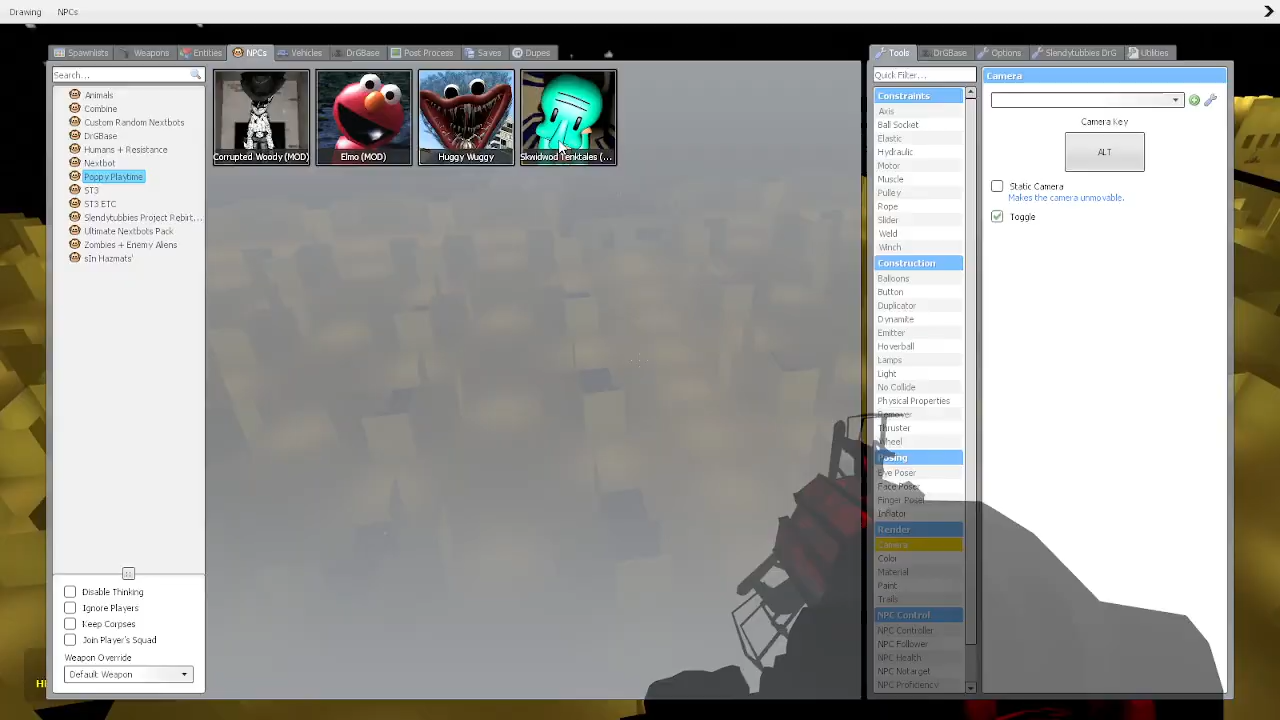 Drawing NPCs
Spawnlists Weapons Entities NPCs Vehicles DrGBase Post Process Saves Dupes
Search...
Animals
Combine
Custom Random Nextbots
DrGBase
Humans + Resistance
Nextbot
Poppy Playtime
ST3
ST3 ETC
Slendytubbies Project Rebirt...
Ultimate Nextbots Pack
Zombies + Enemy Aliens
sIn Hazmats'
Corrupted Woody (MOD)
Elmo (MOD)
Huggy Wuggy
Skwidwod Tenktales (...
Disable Thinking
Ignore Players
Keep Corpses
Join Player's Squad
Weapon Override
Default Weapon
Tools DrGBase Options Slendytubbies DrG Utilities
Quick Filter...
Constraints
Axis
Ball Socket
Elastic
Hydraulic
Motor
Muscle
Pulley
Rope
Slider
Weld
Winch
Construction
Balloons
Button
Duplicator
Dynamite
Emitter
Hoverball
Lamps
Light
No Collide
Physical Properties
Remover
Thruster
Wheel
Posing
Eye Poser
Face Poser
Finger Poser
Inflator
Render
Camera
Color
Material
Paint
Trails
NPC Control
NPC Controller
NPC Follower
NPC Health
NPC Notarget
NPC Proficiency
Camera
Camera Key
ALT
Static Camera
Makes the camera unmovable.
Toggle